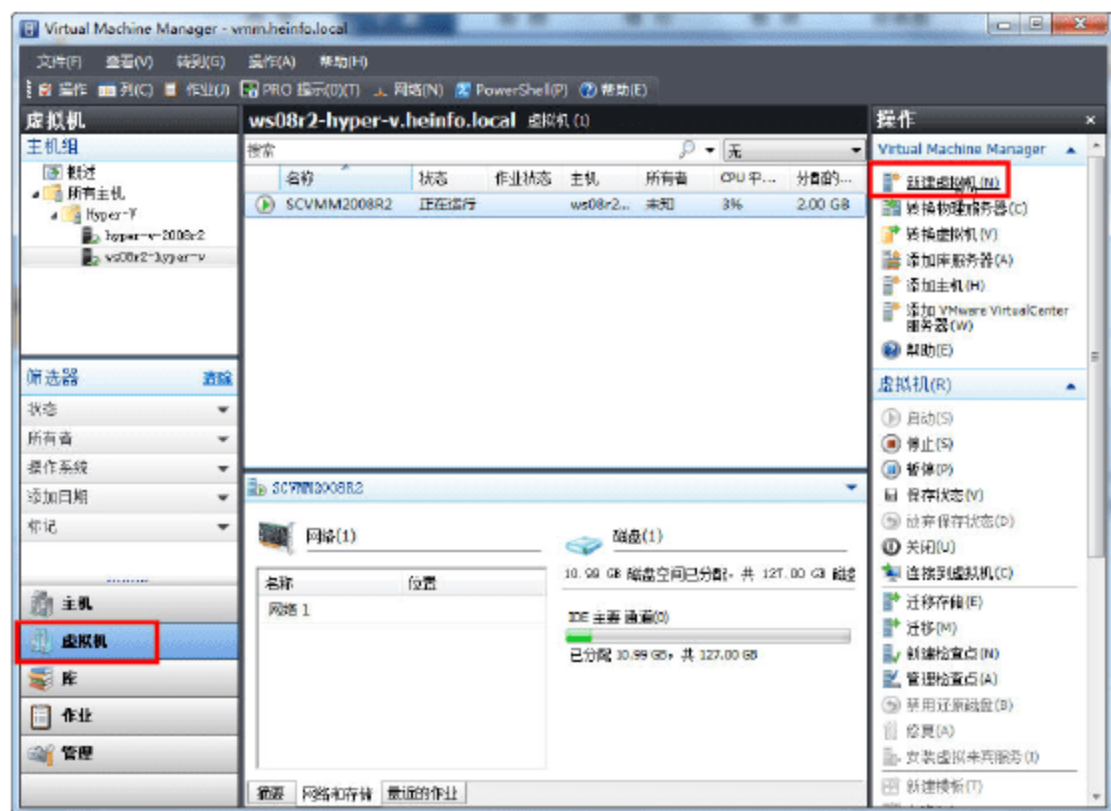 Virtual Machine Manager - vmm.heinfo.local
文件(F) 查看(V) 转到(G) 操作(A) 帮助(H)
操作 列(C) 作业(J) PRO 提示(O)(T) 网络(N) PowerShell(P) 帮助(E)
虚拟机
主机组
概述
所有主机
Hyper-V
hyper-v-2008r2
ws08r2-hyper-v
筛选器 清除
状态
所有者
操作系统
添加日期
标记
主机
虚拟机
库
作业
管理
ws08r2-hyper-v.heinfo.local 虚拟机 (1)
搜索 无
名称 状态 作业状态 主机 所有者 CPU 平... 分配的...
SCVMM2008R2 正在运行 ws08r2... 未知 3% 2.00 GB
SCVMM2008R2
网络(1)
名称 位置
网络 1
磁盘(1)
10.99 GB 磁盘空间已分配，共 127.00 GB 磁盘
IDE 主要 通道(0)
已分配 10.99 GB，共 127.00 GB
摘要 网络和存储 最近的作业
操作 ×
Virtual Machine Manager
新建虚拟机(N)
转换物理服务器(C)
转换虚拟机(V)
添加库服务器(A)
添加主机(H)
添加 VMware VirtualCenter
服务器(W)
帮助(E)
虚拟机(R)
启动(S)
停止(S)
暂停(P)
保存状态(V)
放弃保存状态(D)
关闭(U)
连接到虚拟机(C)
迁移存储(E)
迁移(M)
新建检查点(N)
管理检查点(A)
禁用还原磁盘(B)
修复(A)
安装虚拟来宾服务(I)
新建模板(T)